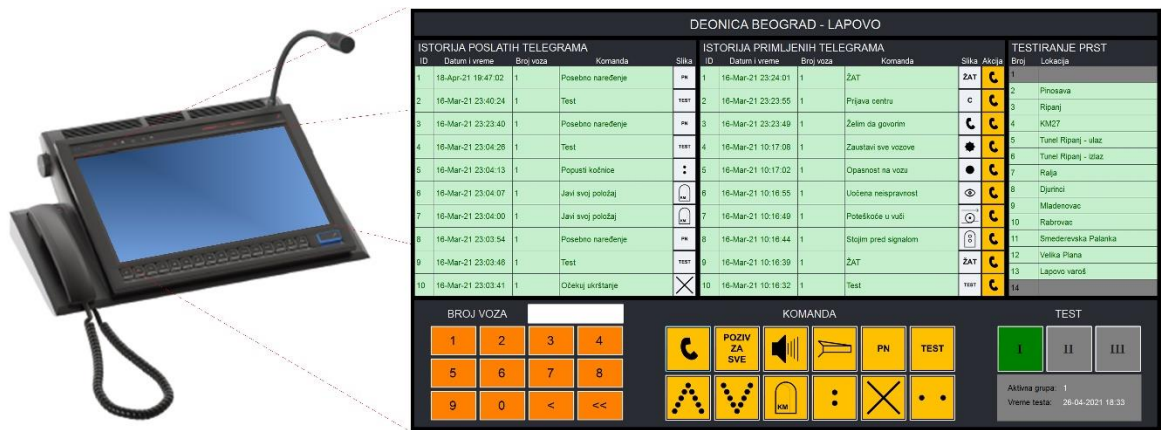 DEONICA BEOGRAD - LAPOVO
ISTORIJA POSLATIH TELEGRAMA
ID Datum i vreme Broj voza Komanda Slika
1 18-Apr-21 19:47:02 1 Posebno naređenje PN
2 16-Mar-21 23:40:24 1 Test TEST
3 16-Mar-21 23:23:40 1 Posebno naređenje PN
4 16-Mar-21 23:04:26 1 Test TEST
5 16-Mar-21 23:04:13 1 Popusti kočnice
6 16-Mar-21 23:04:07 1 Javi svoj položaj KM
7 16-Mar-21 23:04:00 1 Javi svoj položaj KM
8 16-Mar-21 23:03:54 1 Posebno naređenje PN
9 16-Mar-21 23:03:46 1 Test TEST
10 16-Mar-21 23:03:41 1 Očekuj ukrštanje
ISTORIJA PRIMLJENIH TELEGRAMA
ID Datum i vreme Broj voza Komanda Slika Akcija
1 16-Mar-21 23:24:01 1 ŽAT ŽAT
2 16-Mar-21 23:23:55 1 Prijava centru C
3 16-Mar-21 23:23:49 1 Želim da govorim
4 16-Mar-21 10:17:08 1 Zaustavi sve vozove
5 16-Mar-21 10:17:02 1 Opasnost na vozu
6 16-Mar-21 10:16:55 1 Uočena neispravnost
7 16-Mar-21 10:16:49 1 Poteškoće u vuči
8 16-Mar-21 10:16:44 1 Stojim pred signalom
9 16-Mar-21 10:16:39 1 ŽAT ŽAT
10 16-Mar-21 10:16:32 1 Test TEST
TESTIRANJE PRST
Broj Lokacija
1
2 Pinosava
3 Ripanj
4 KM27
5 Tunel Ripanj - ulaz
6 Tunel Ripanj - izlaz
7 Ralja
8 Djurinci
9 Mladenovac
10 Rabrovac
11 Smederevska Palanka
12 Velika Plana
13 Lapovo varoš
14
BROJ VOZA
1 2 3 4
5 6 7 8
9 0 < <<
KOMANDA
POZIV
ZA
SVE
PN TEST
KM
TEST
I II III
Aktivna grupa: 1
Vreme testa: 26-04-2021 18:33